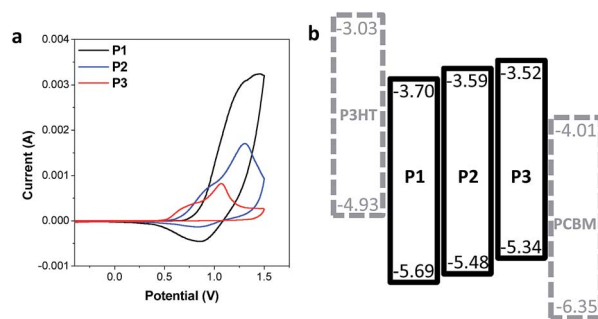 a
P1
P2
P3
0.004
0.003
0.002
0.001
0.000
-0.001
Current (A)
0.0
0.5
1.0
1.5
Potential (V)
b
-3.03
P3HT
-4.93
-3.70
P1
-5.69
-3.59
P2
-5.48
-3.52
P3
-5.34
-4.01
PCBM
-6.35